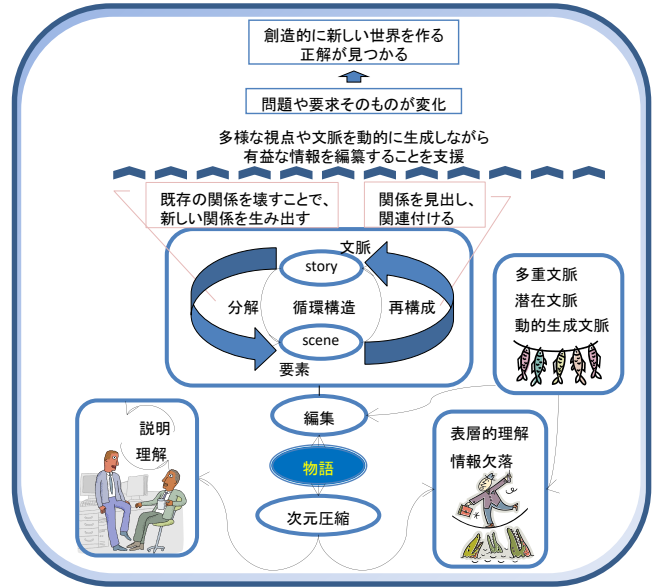 創造的に新しい世界を作る
正解が見つかる
問題や要求そのものが変化
多様な視点や文脈を動的に生成しながら
有益な情報を編纂することを支援
既存の関係を壊すことで、
新しい関係を生み出す
関係を見出し、
関連付ける
文脈
story
分解
循環構造
再構成
scene
要素
多重文脈
潜在文脈
動的生成文脈
編集
説明
理解
物語
表層的理解
情報欠落
次元圧縮